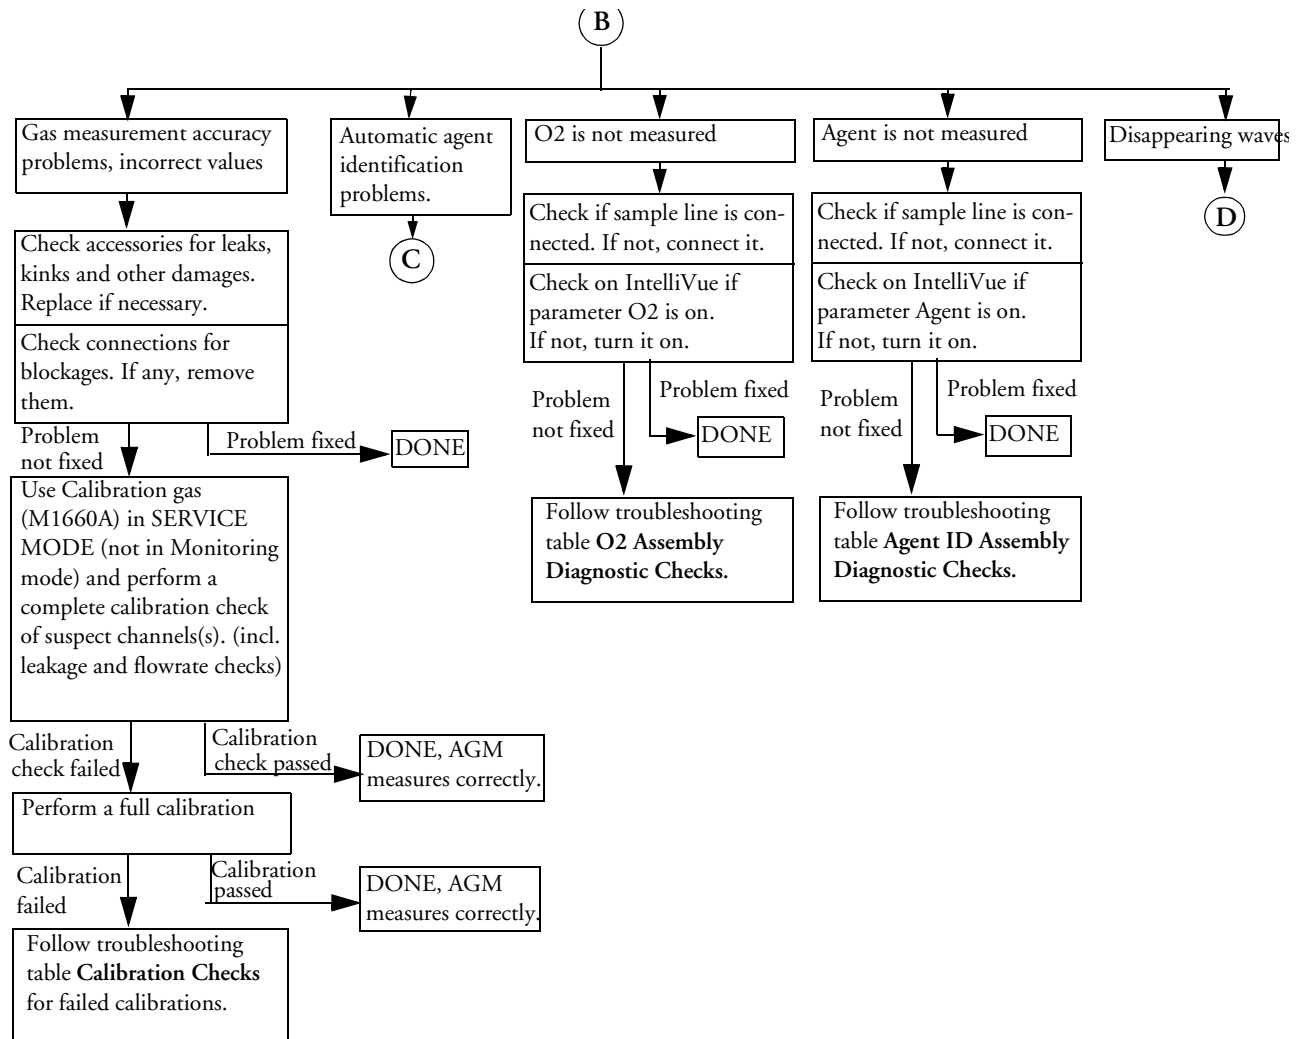 B
Gas measurement accuracy
problems, incorrect values
Automatic agent
identification
problems.
O2 is not measured
Agent is not measured
Disappearing waves
C
D
Check accessories for leaks,
kinks and other damages.
Replace if necessary.
Check connections for
blockages. If any, remove
them.
Problem
not fixed
Problem fixed
DONE
Check if sample line is con-
nected. If not, connect it.
Check on IntelliVue if
parameter O2 is on.
If not, turn it on.
Problem
not fixed
Problem fixed
DONE
Follow troubleshooting
table O2 Assembly
Diagnostic Checks.
Check if sample line is con-
nected. If not, connect it.
Check on IntelliVue if
parameter Agent is on.
If not, turn it on.
Problem
not fixed
Problem fixed
DONE
Follow troubleshooting
table Agent ID Assembly
Diagnostic Checks.
Use Calibration gas
(M1660A) in SERVICE
MODE (not in Monitoring
mode) and perform a
complete calibration check
of suspect channels(s). (incl.
leakage and flowrate checks)
Calibration
check failed
Calibration
check passed
DONE, AGM
measures correctly.
Perform a full calibration
Calibration
failed
Calibration
passed
DONE, AGM
measures correctly.
Follow troubleshooting
table Calibration Checks
for failed calibrations.